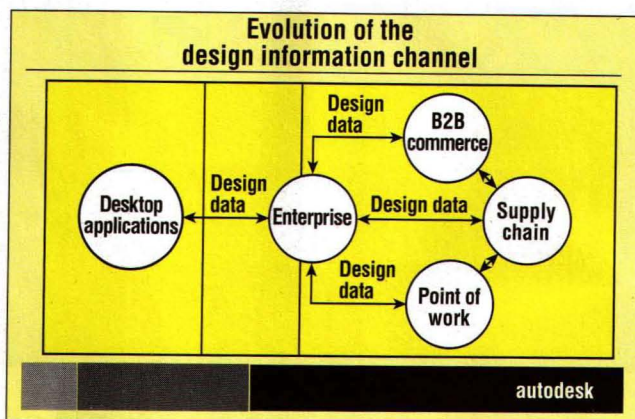 Evolution of the
design information channel
Design
data
B2B
commerce
Desktop
applications
Design
data
Enterprise
Design data
Supply
chain
Design
data
Point of
work
autodesk